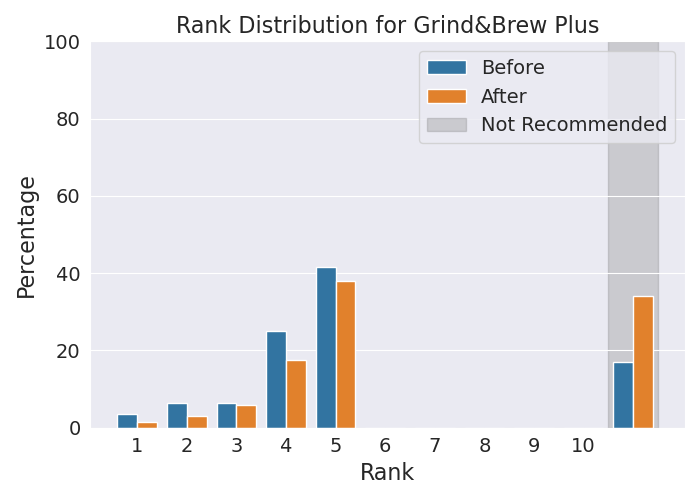 Rank Distribution for Grind&Brew Plus
100
80
60
40
20
0
Percentage
Before
After
Not Recommended
1 2 3 4 5 6 7 8 9 10
Rank